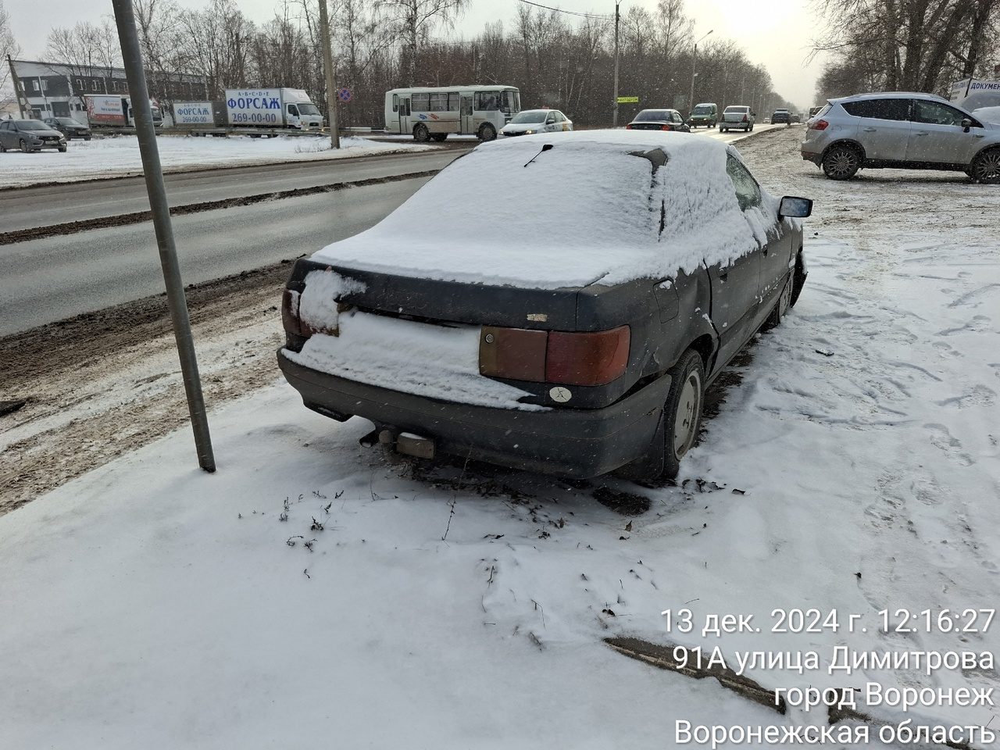 A·B·C·D·E
ФОРСАЖ
269-00-00
ФОРСАЖ
269-00-00
ДОКУМЕН
13 дек. 2024 г. 12:16:27
91А улица Димитрова
город Воронеж
Воронежская область